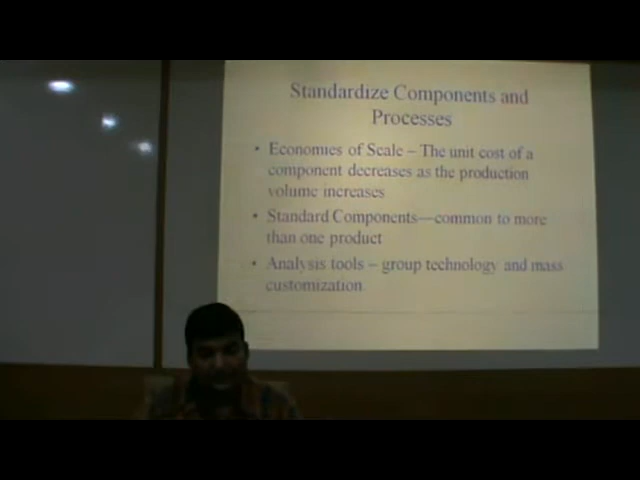 Standardize Components and
Processes
• Economies of Scale – The unit cost of a
component decreases as the production
volume increases
• Standard Components—common to more
than one product
• Analysis tools – group technology and mass
customization